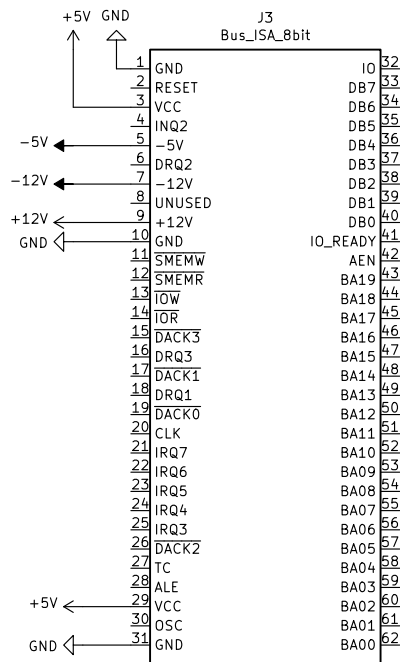 +5V GND
J3
Bus_ISA_8bit
1 GND IO 32
2 RESET DB7 33
3 VCC DB6 34
4 INQ2 DB5 35
-5V 5 -5V DB4 36
6 DRQ2 DB3 37
-12V 7 -12V DB2 38
8 UNUSED DB1 39
+12V 9 +12V DB0 40
GND 10 GND IO_READY 41
11 SMEMW AEN 42
12 SMEMR BA19 43
13 IOW BA18 44
14 IOR BA17 45
15 DACK3 BA16 46
16 DRQ3 BA15 47
17 DACK1 BA14 48
18 DRQ1 BA13 49
19 DACK0 BA12 50
20 CLK BA11 51
21 IRQ7 BA10 52
22 IRQ6 BA09 53
23 IRQ5 BA08 54
24 IRQ4 BA07 55
25 IRQ3 BA06 56
26 DACK2 BA05 57
27 TC BA04 58
28 ALE BA03 59
+5V 29 VCC BA02 60
30 OSC BA01 61
GND 31 GND BA00 62